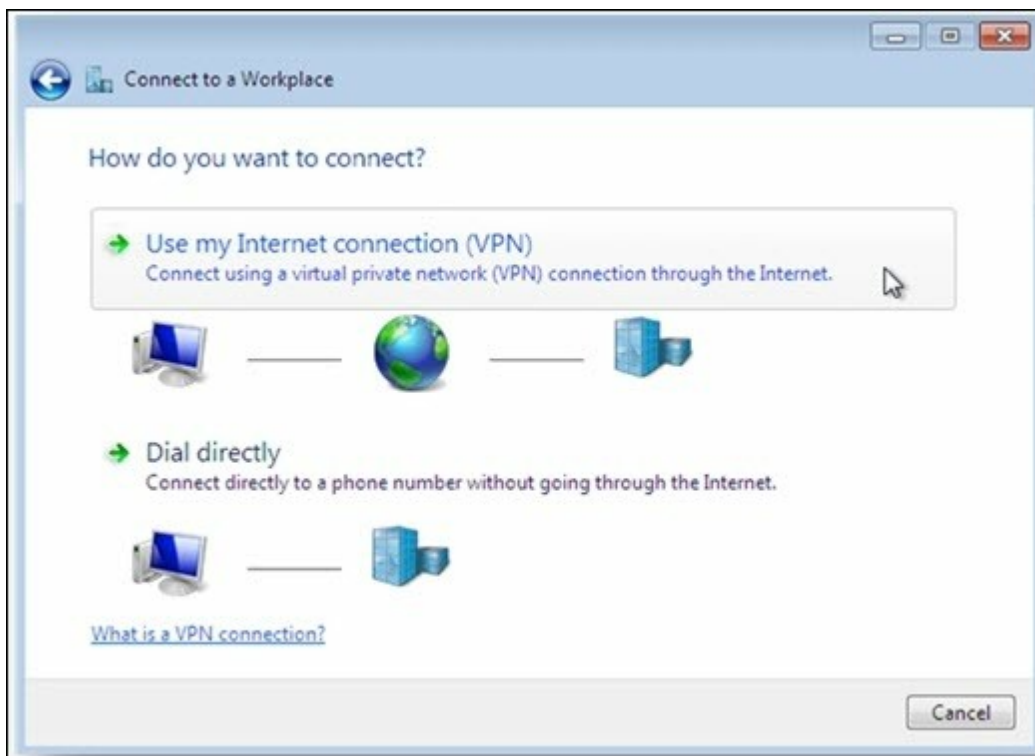 Connect to a Workplace
How do you want to connect?
Use my Internet connection (VPN)
Connect using a virtual private network (VPN) connection through the Internet.
Dial directly
Connect directly to a phone number without going through the Internet.
What is a VPN connection?
Cancel